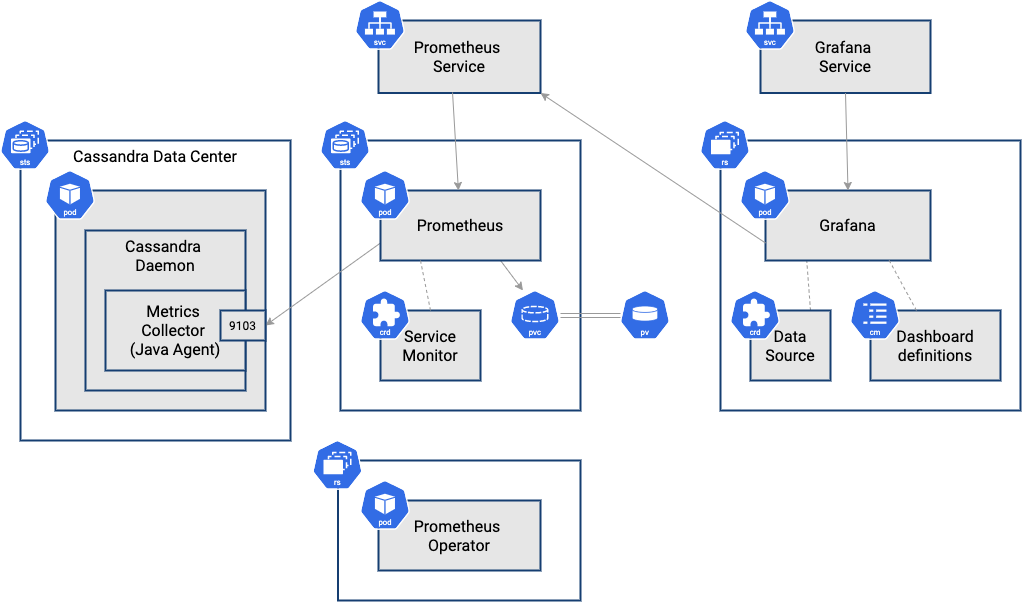 svc
Prometheus
Service
svc
Grafana
Service
sts
Cassandra Data Center
pod
Cassandra
Daemon
Metrics
Collector
(Java Agent)
9103
sts
pod
Prometheus
crd
Service
Monitor
pvc
pv
rs
pod
Grafana
crd
Data
Source
cm
Dashboard
definitions
rs
pod
Prometheus
Operator